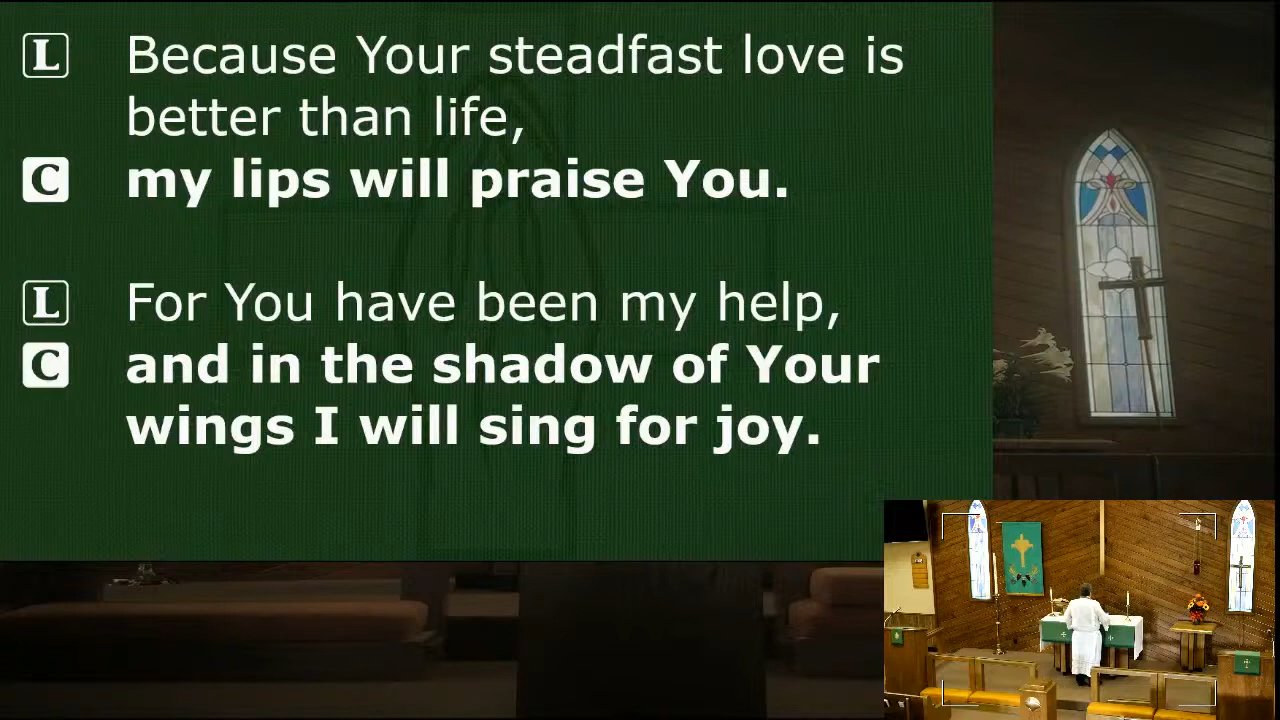 L Because Your steadfast love is
better than life,
C my lips will praise You.
L For You have been my help,
C and in the shadow of Your
wings I will sing for joy.